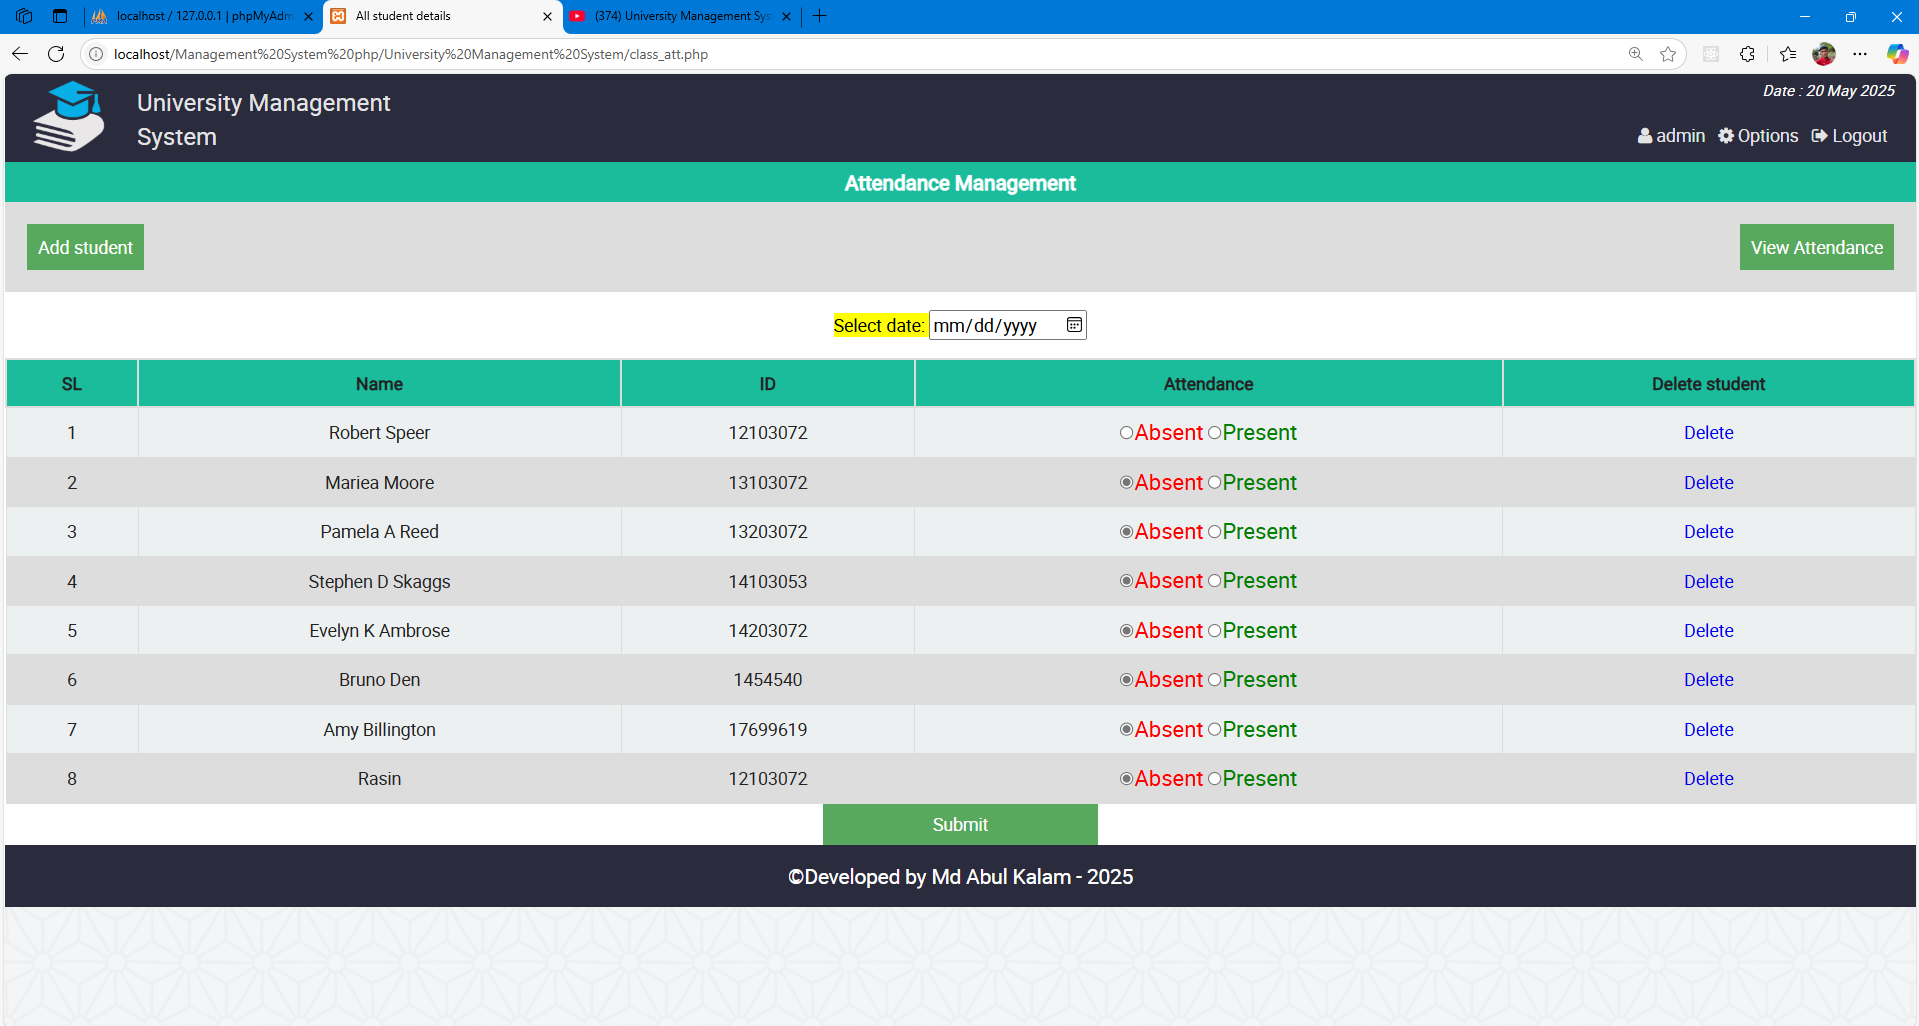 localhost / 127.0.0.1 | phpMyAdm
All student details
(374) University Management Sys
localhost/Management%20System%20php/University%20Management%20System/class_att.php
University Management
System
Date : 20 May 2025
admin Options Logout
Attendance Management
Add student
View Attendance
Select date: mm/dd/yyyy
SL Name ID Attendance Delete student
1 Robert Speer 12103072 Absent Present Delete
2 Mariea Moore 13103072 Absent Present Delete
3 Pamela A Reed 13203072 Absent Present Delete
4 Stephen D Skaggs 14103053 Absent Present Delete
5 Evelyn K Ambrose 14203072 Absent Present Delete
6 Bruno Den 1454540 Absent Present Delete
7 Amy Billington 17699619 Absent Present Delete
8 Rasin 12103072 Absent Present Delete
Submit
©Developed by Md Abul Kalam - 2025